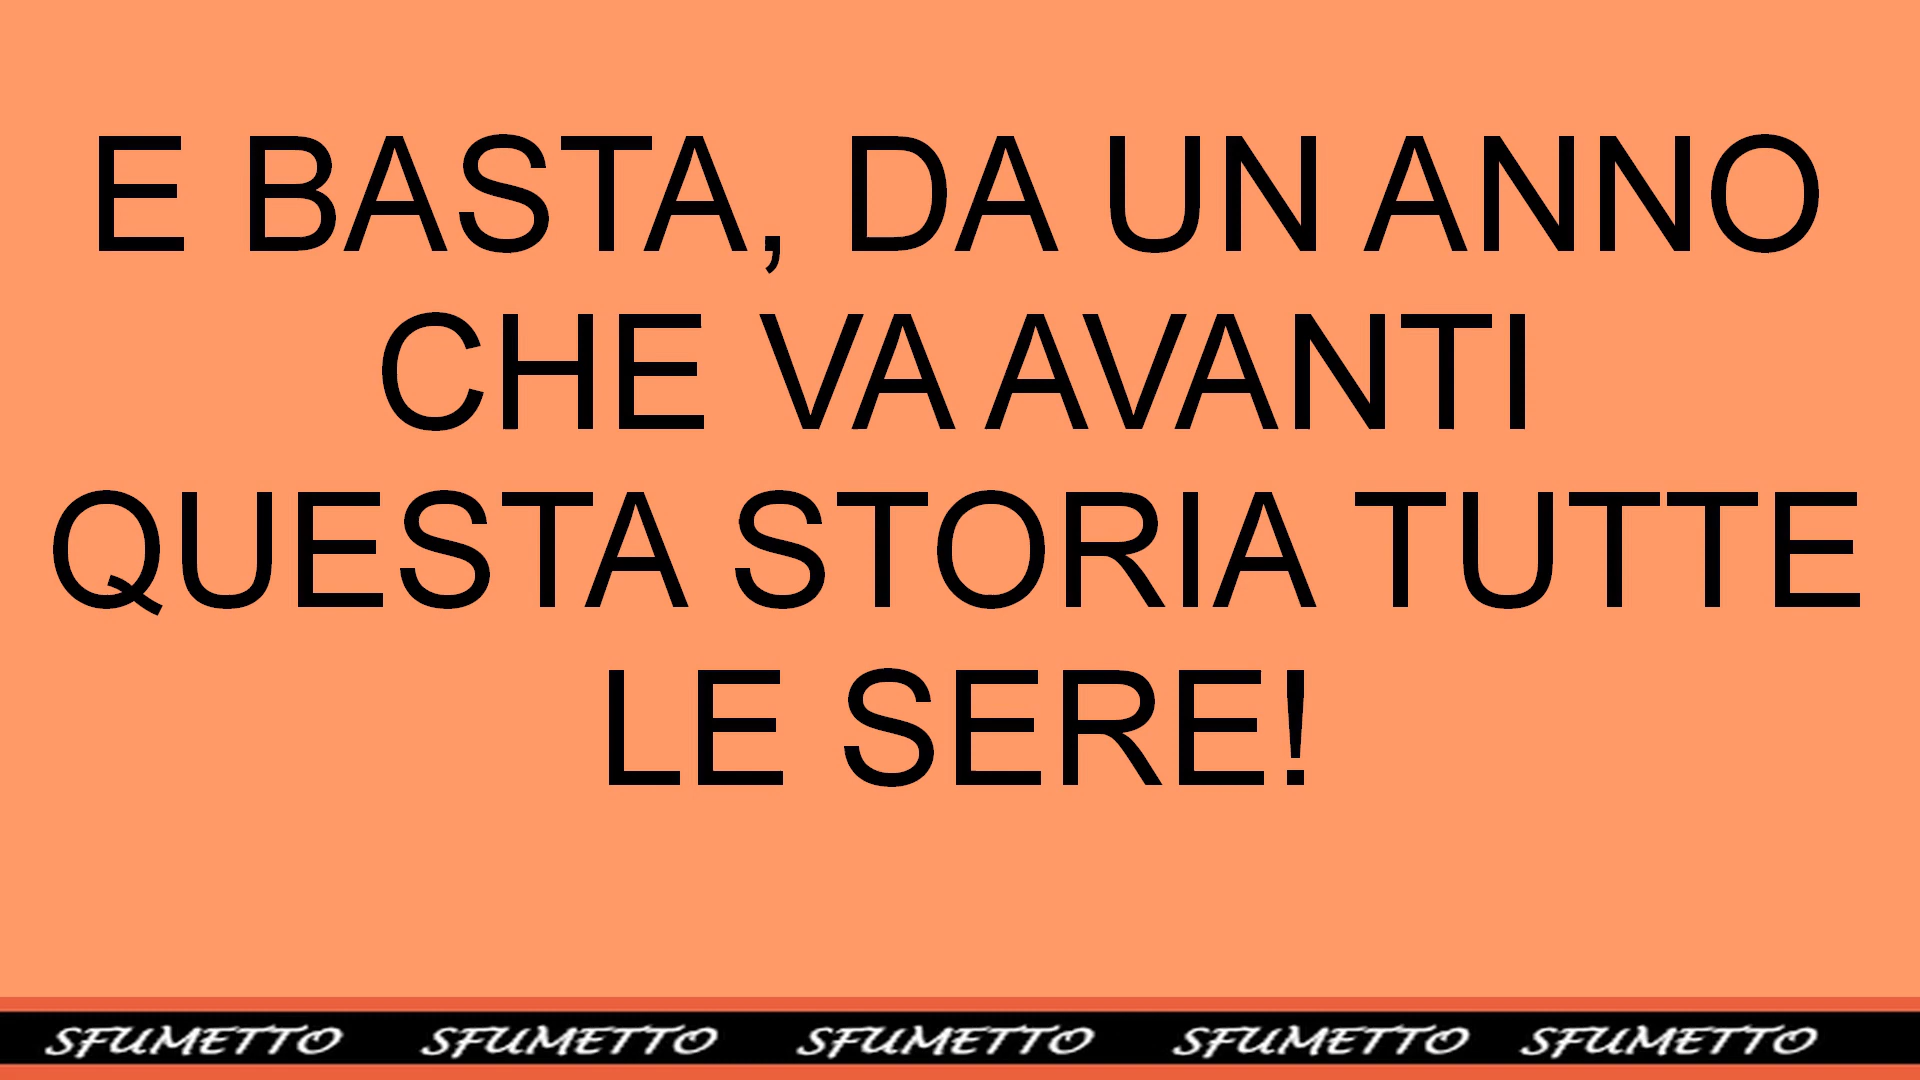 E BASTA, DA UN ANNO
CHE VA AVANTI
QUESTA STORIA TUTTE
LE SERE!
SFUMETTO SFUMETTO SFUMETTO SFUMETTO SFUMETTO